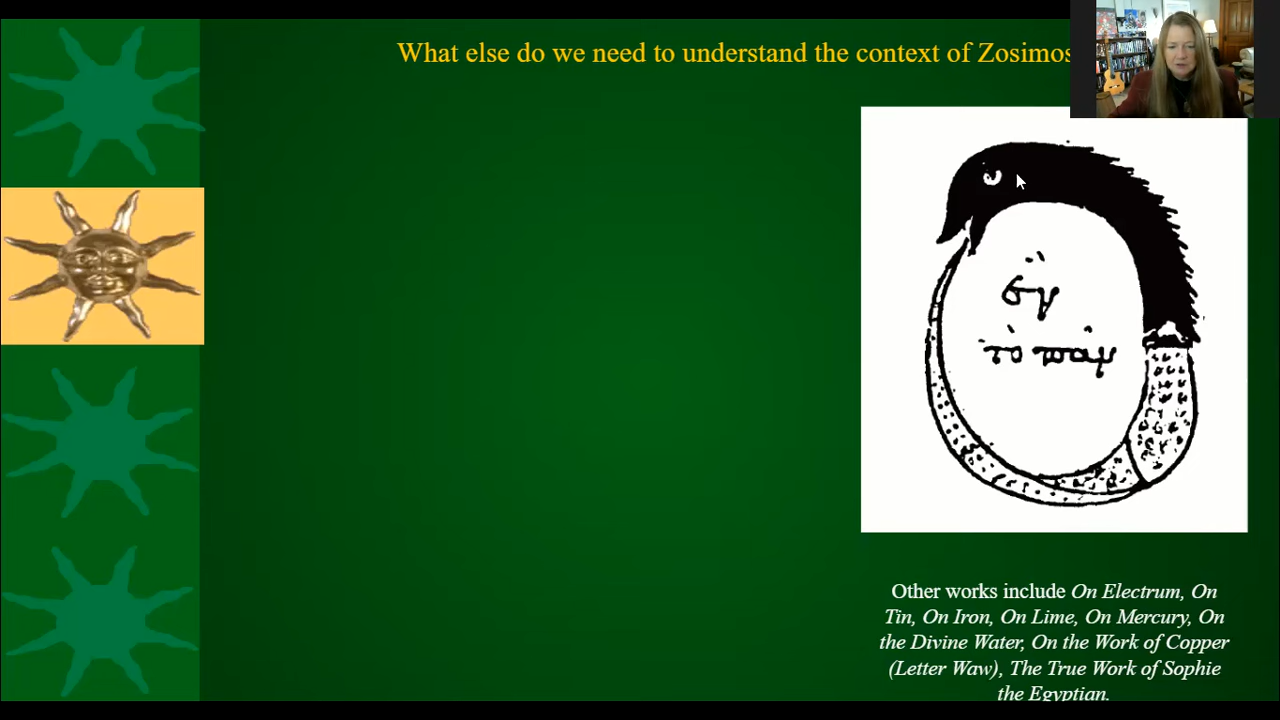 What else do we need to understand the context of Zosimos
ἓν
τὸ πᾶν
Other works include On Electrum, On
Tin, On Iron, On Lime, On Mercury, On
the Divine Water, On the Work of Copper
(Letter Waw), The True Work of Sophie
the Egyptian.